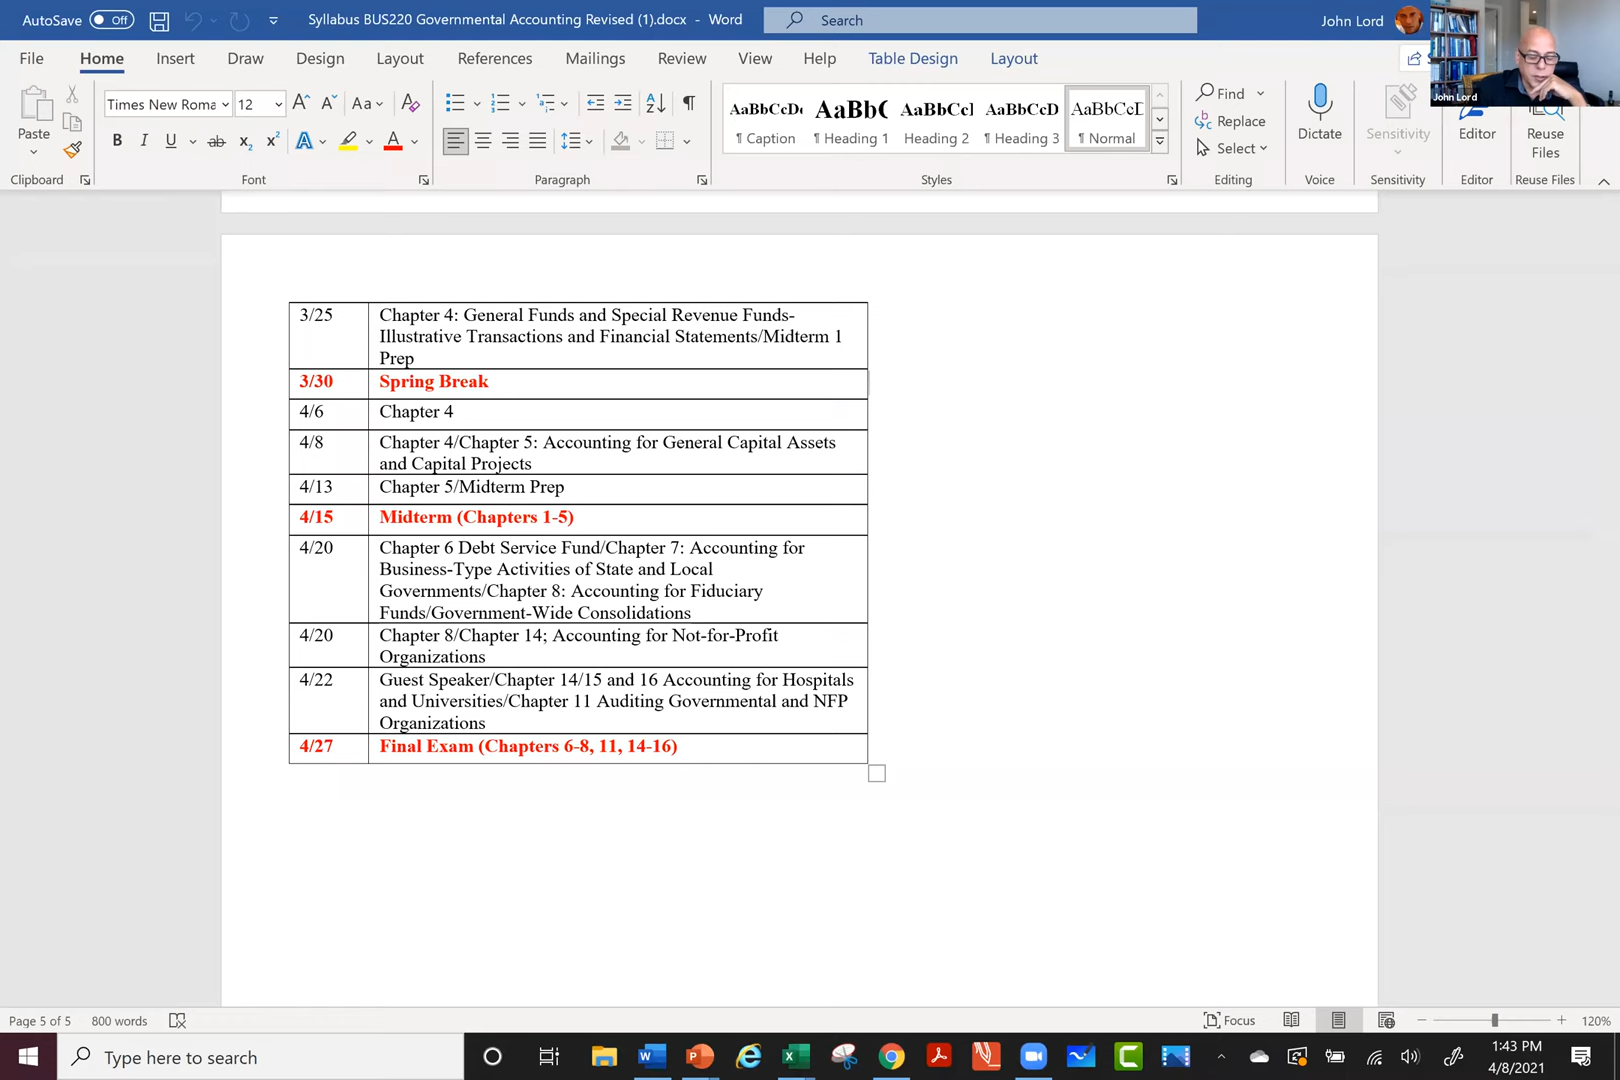 AutoSave Off
Syllabus BUS220 Governmental Accounting Revised (1).docx - Word
Search
John Lord
File Home Insert Draw Design Layout References Mailings Review View Help Table Design Layout
Paste
Clipboard
Times New Roma 12
Font
Paragraph
AaBbCcDc AaBbC AaBbCcI AaBbCcD AaBbCcI
¶ Caption ¶ Heading 1 Heading 2 ¶ Heading 3 ¶ Normal
Styles
Find
Replace
Select
Editing
Dictate
Voice
Sensitivity
Sensitivity
Editor
Editor
Reuse
Files
Reuse Files
John Lord
3/25 Chapter 4: General Funds and Special Revenue Funds-
Illustrative Transactions and Financial Statements/Midterm 1
Prep
3/30 Spring Break
4/6 Chapter 4
4/8 Chapter 4/Chapter 5: Accounting for General Capital Assets
and Capital Projects
4/13 Chapter 5/Midterm Prep
4/15 Midterm (Chapters 1-5)
4/20 Chapter 6 Debt Service Fund/Chapter 7: Accounting for
Business-Type Activities of State and Local
Governments/Chapter 8: Accounting for Fiduciary
Funds/Government-Wide Consolidations
4/20 Chapter 8/Chapter 14; Accounting for Not-for-Profit
Organizations
4/22 Guest Speaker/Chapter 14/15 and 16 Accounting for Hospitals
and Universities/Chapter 11 Auditing Governmental and NFP
Organizations
4/27 Final Exam (Chapters 6-8, 11, 14-16)
Page 5 of 5 800 words
Focus
120%
Type here to search
1:43 PM
4/8/2021